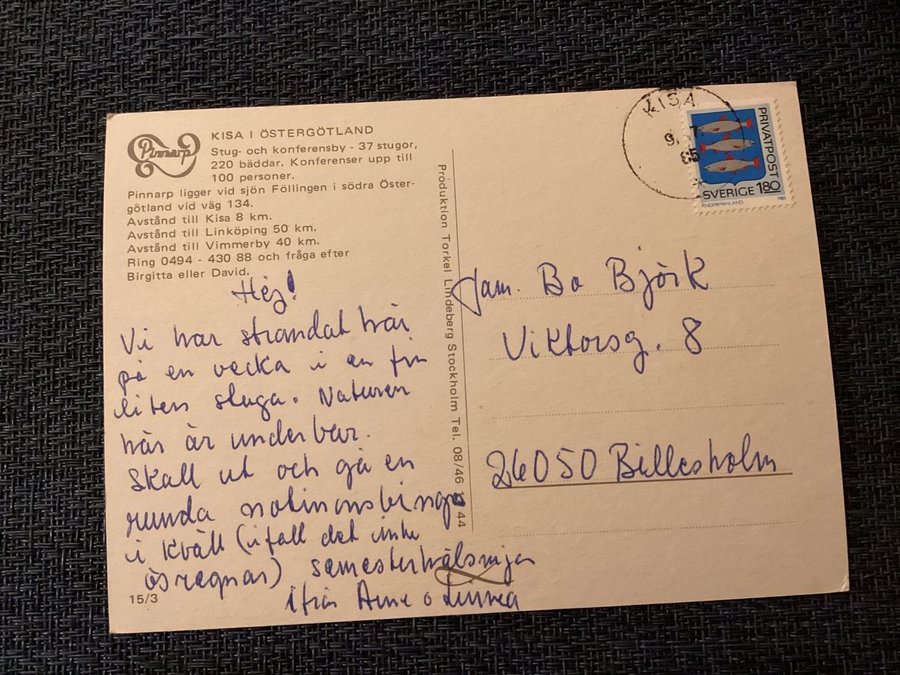 Pinnarp
KISA I ÖSTERGÖTLAND
Stug- och konferensby - 37 stugor,
220 bäddar. Konferenser upp till
100 personer.
Pinnarp ligger vid sjön Föllingen i södra Öster-
götland vid väg 134.
Avstånd till Kisa 8 km.
Avstånd till Linköping 50 km.
Avstånd till Vimmerby 40 km.
Ring 0494 - 430 88 och fråga efter
Birgitta eller David.
Hej!
Vi har strandat här
på en vecka i en fin
liten stuga. Naturen
här är underbar.
Skall ut och gå en
runda
i kväll (ifall det inte
ösregnar) semesterhälsningar
ifrån Arne o Linnea
15/3
Produktion Torkel Lindeberg Stockholm Tel. 08/46 44
KISA
85
PRIVATPOST
SVERIGE 180
ÅNGERMANLAND
Fam. Bo Björk
Viktorsg. 8
26050 Billesholm